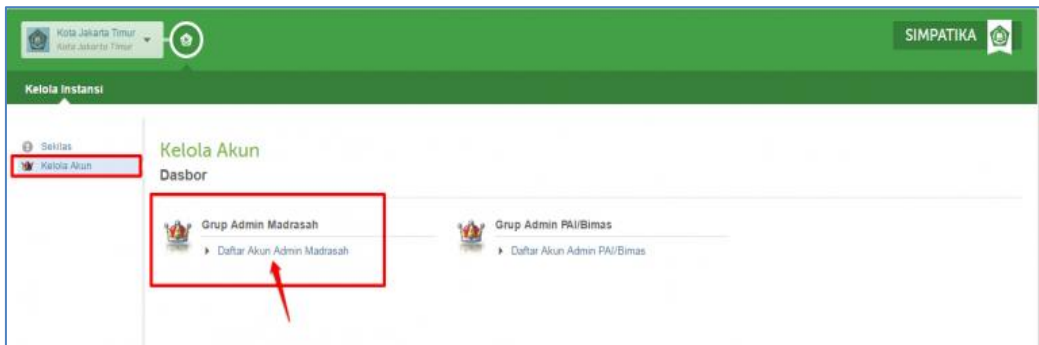 Kota Jakarta Timur
Kota Jakarta Timur
SIMPATIKA
Kelola Instansi
Sekilas
Kelola Akun
Kelola Akun
Dasbor
Grup Admin Madrasah
Daftar Akun Admin Madrasah
Grup Admin PAI/Bimas
Daftar Akun Admin PAI/Bimas